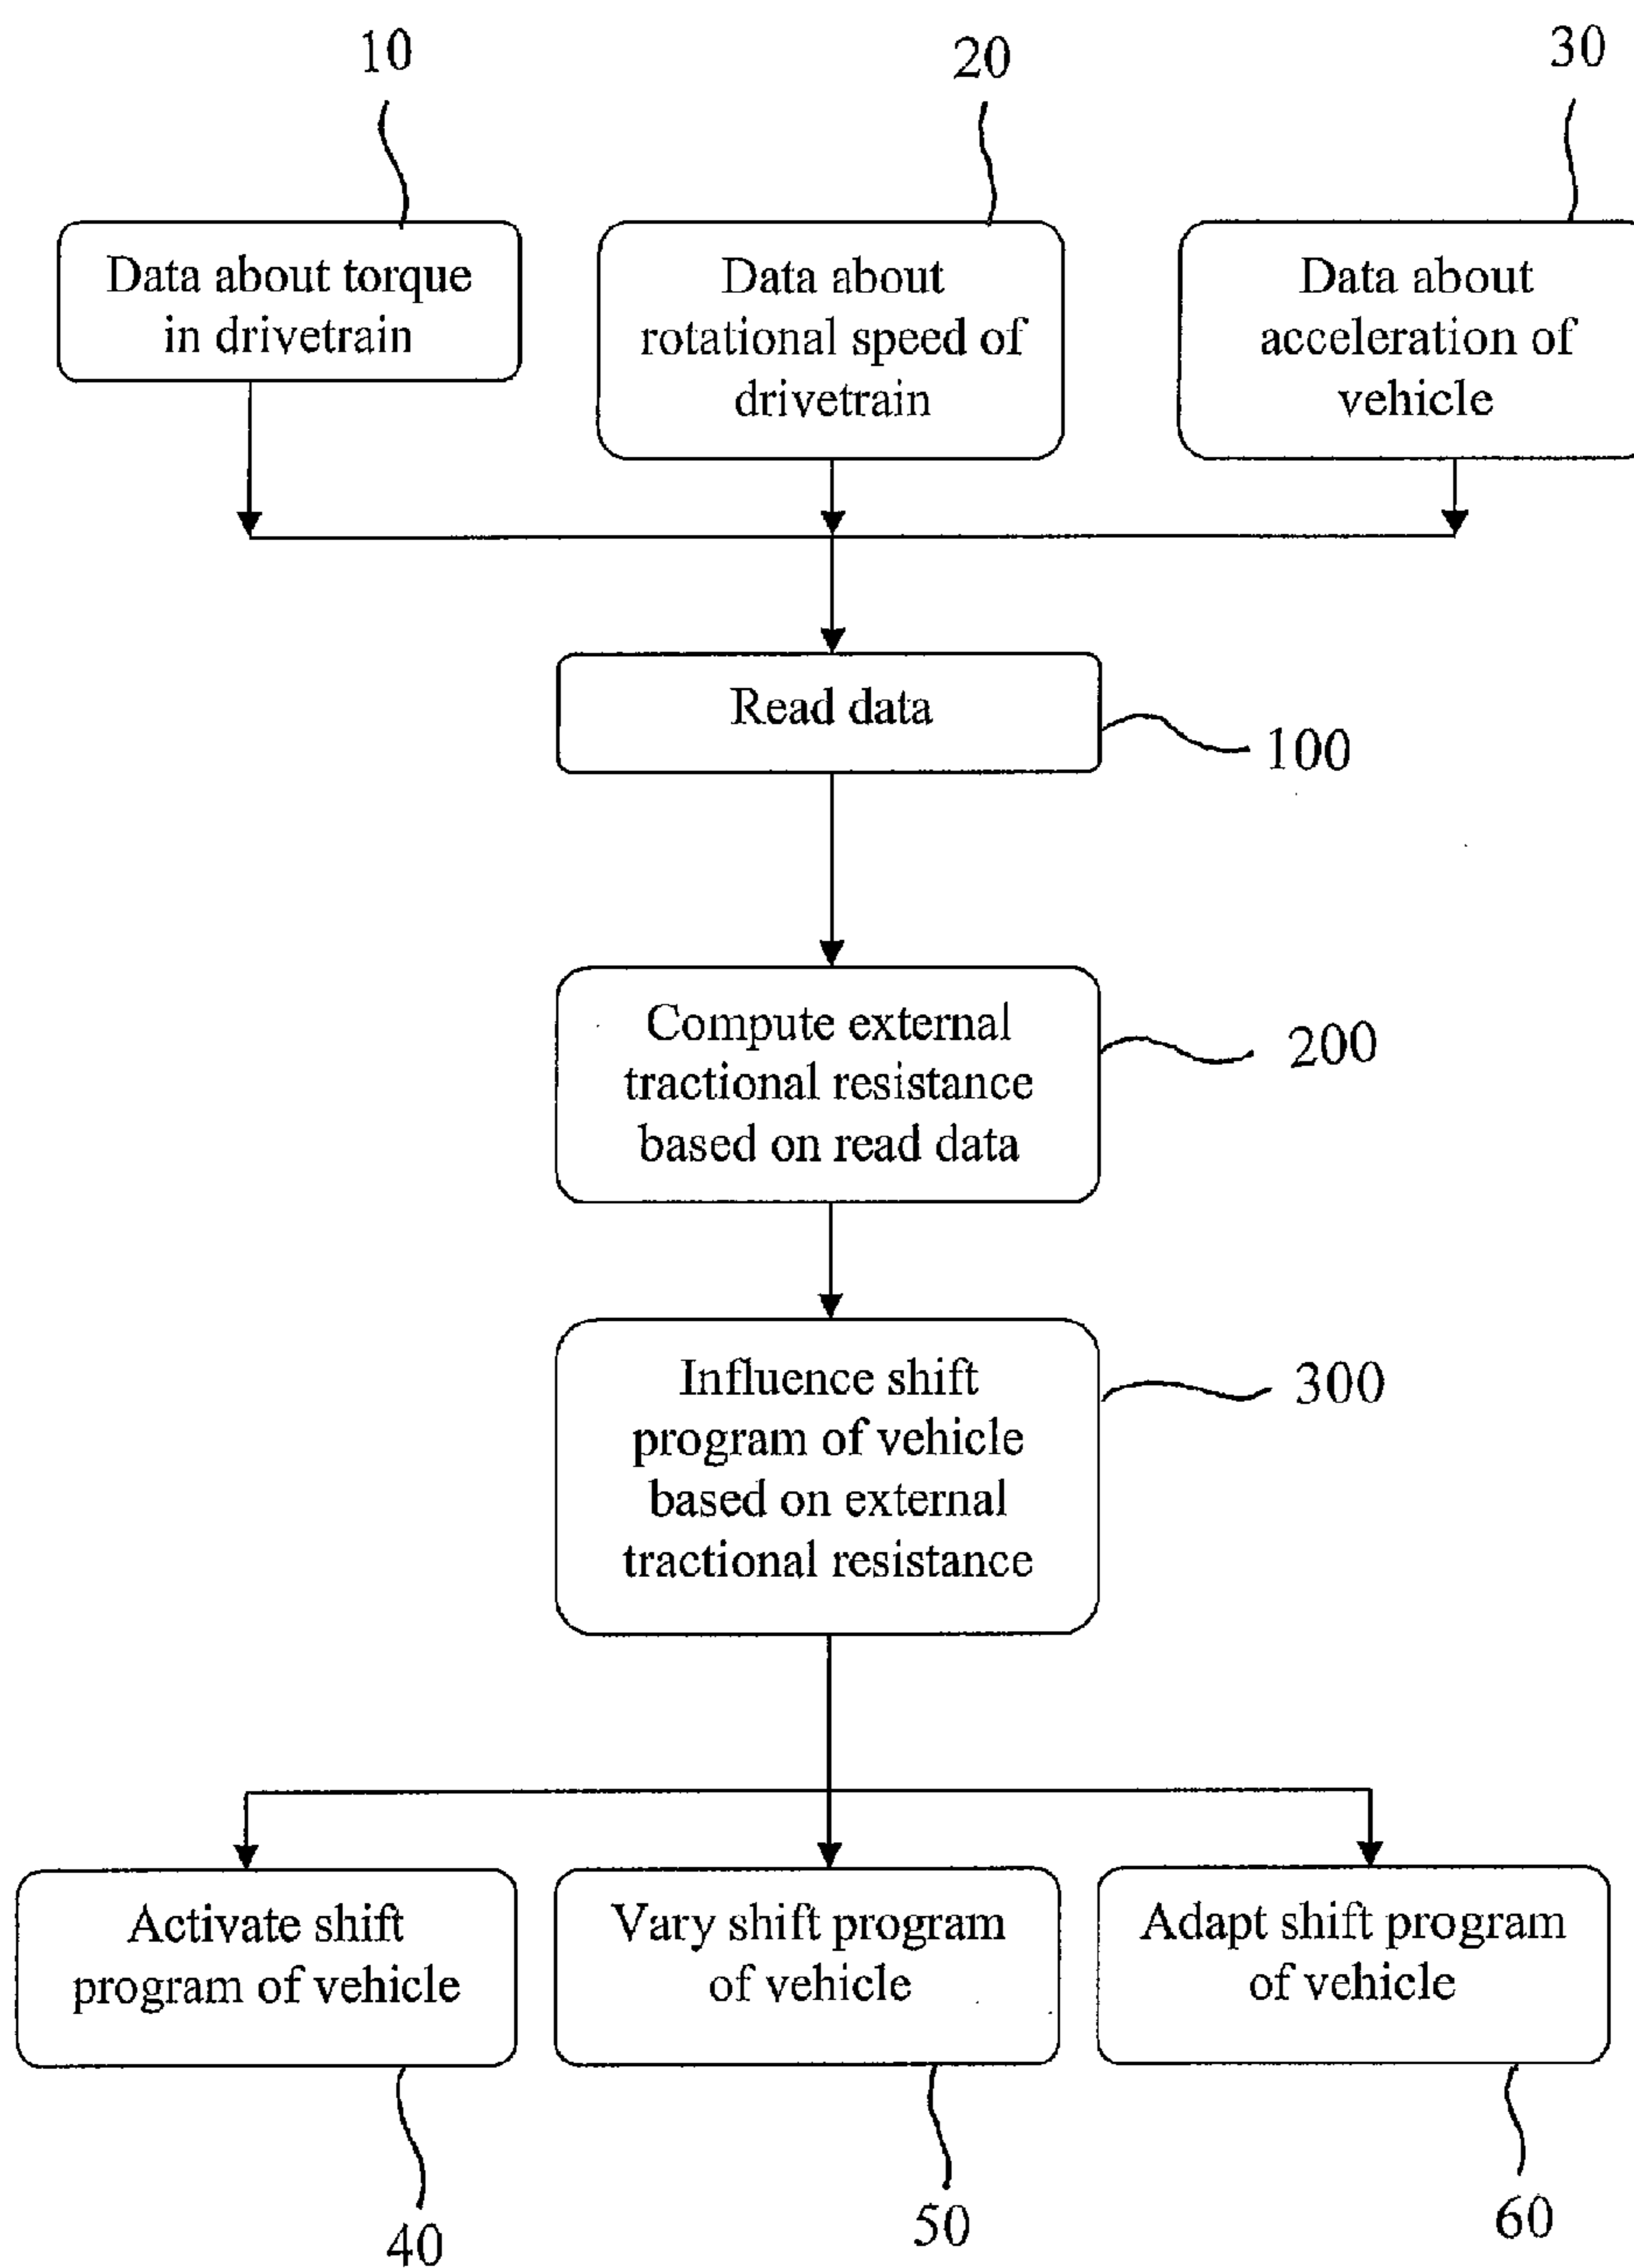 10
20
30
Data about torque
in drivetrain
Data about
rotational speed of
drivetrain
Data about
acceleration of
vehicle
Read data
100
Compute external
tractional resistance
based on read data
200
Influence shift
program of vehicle
based on external
tractional resistance
300
Activate shift
program of vehicle
Vary shift program
of vehicle
Adapt shift program
of vehicle
40
50
60